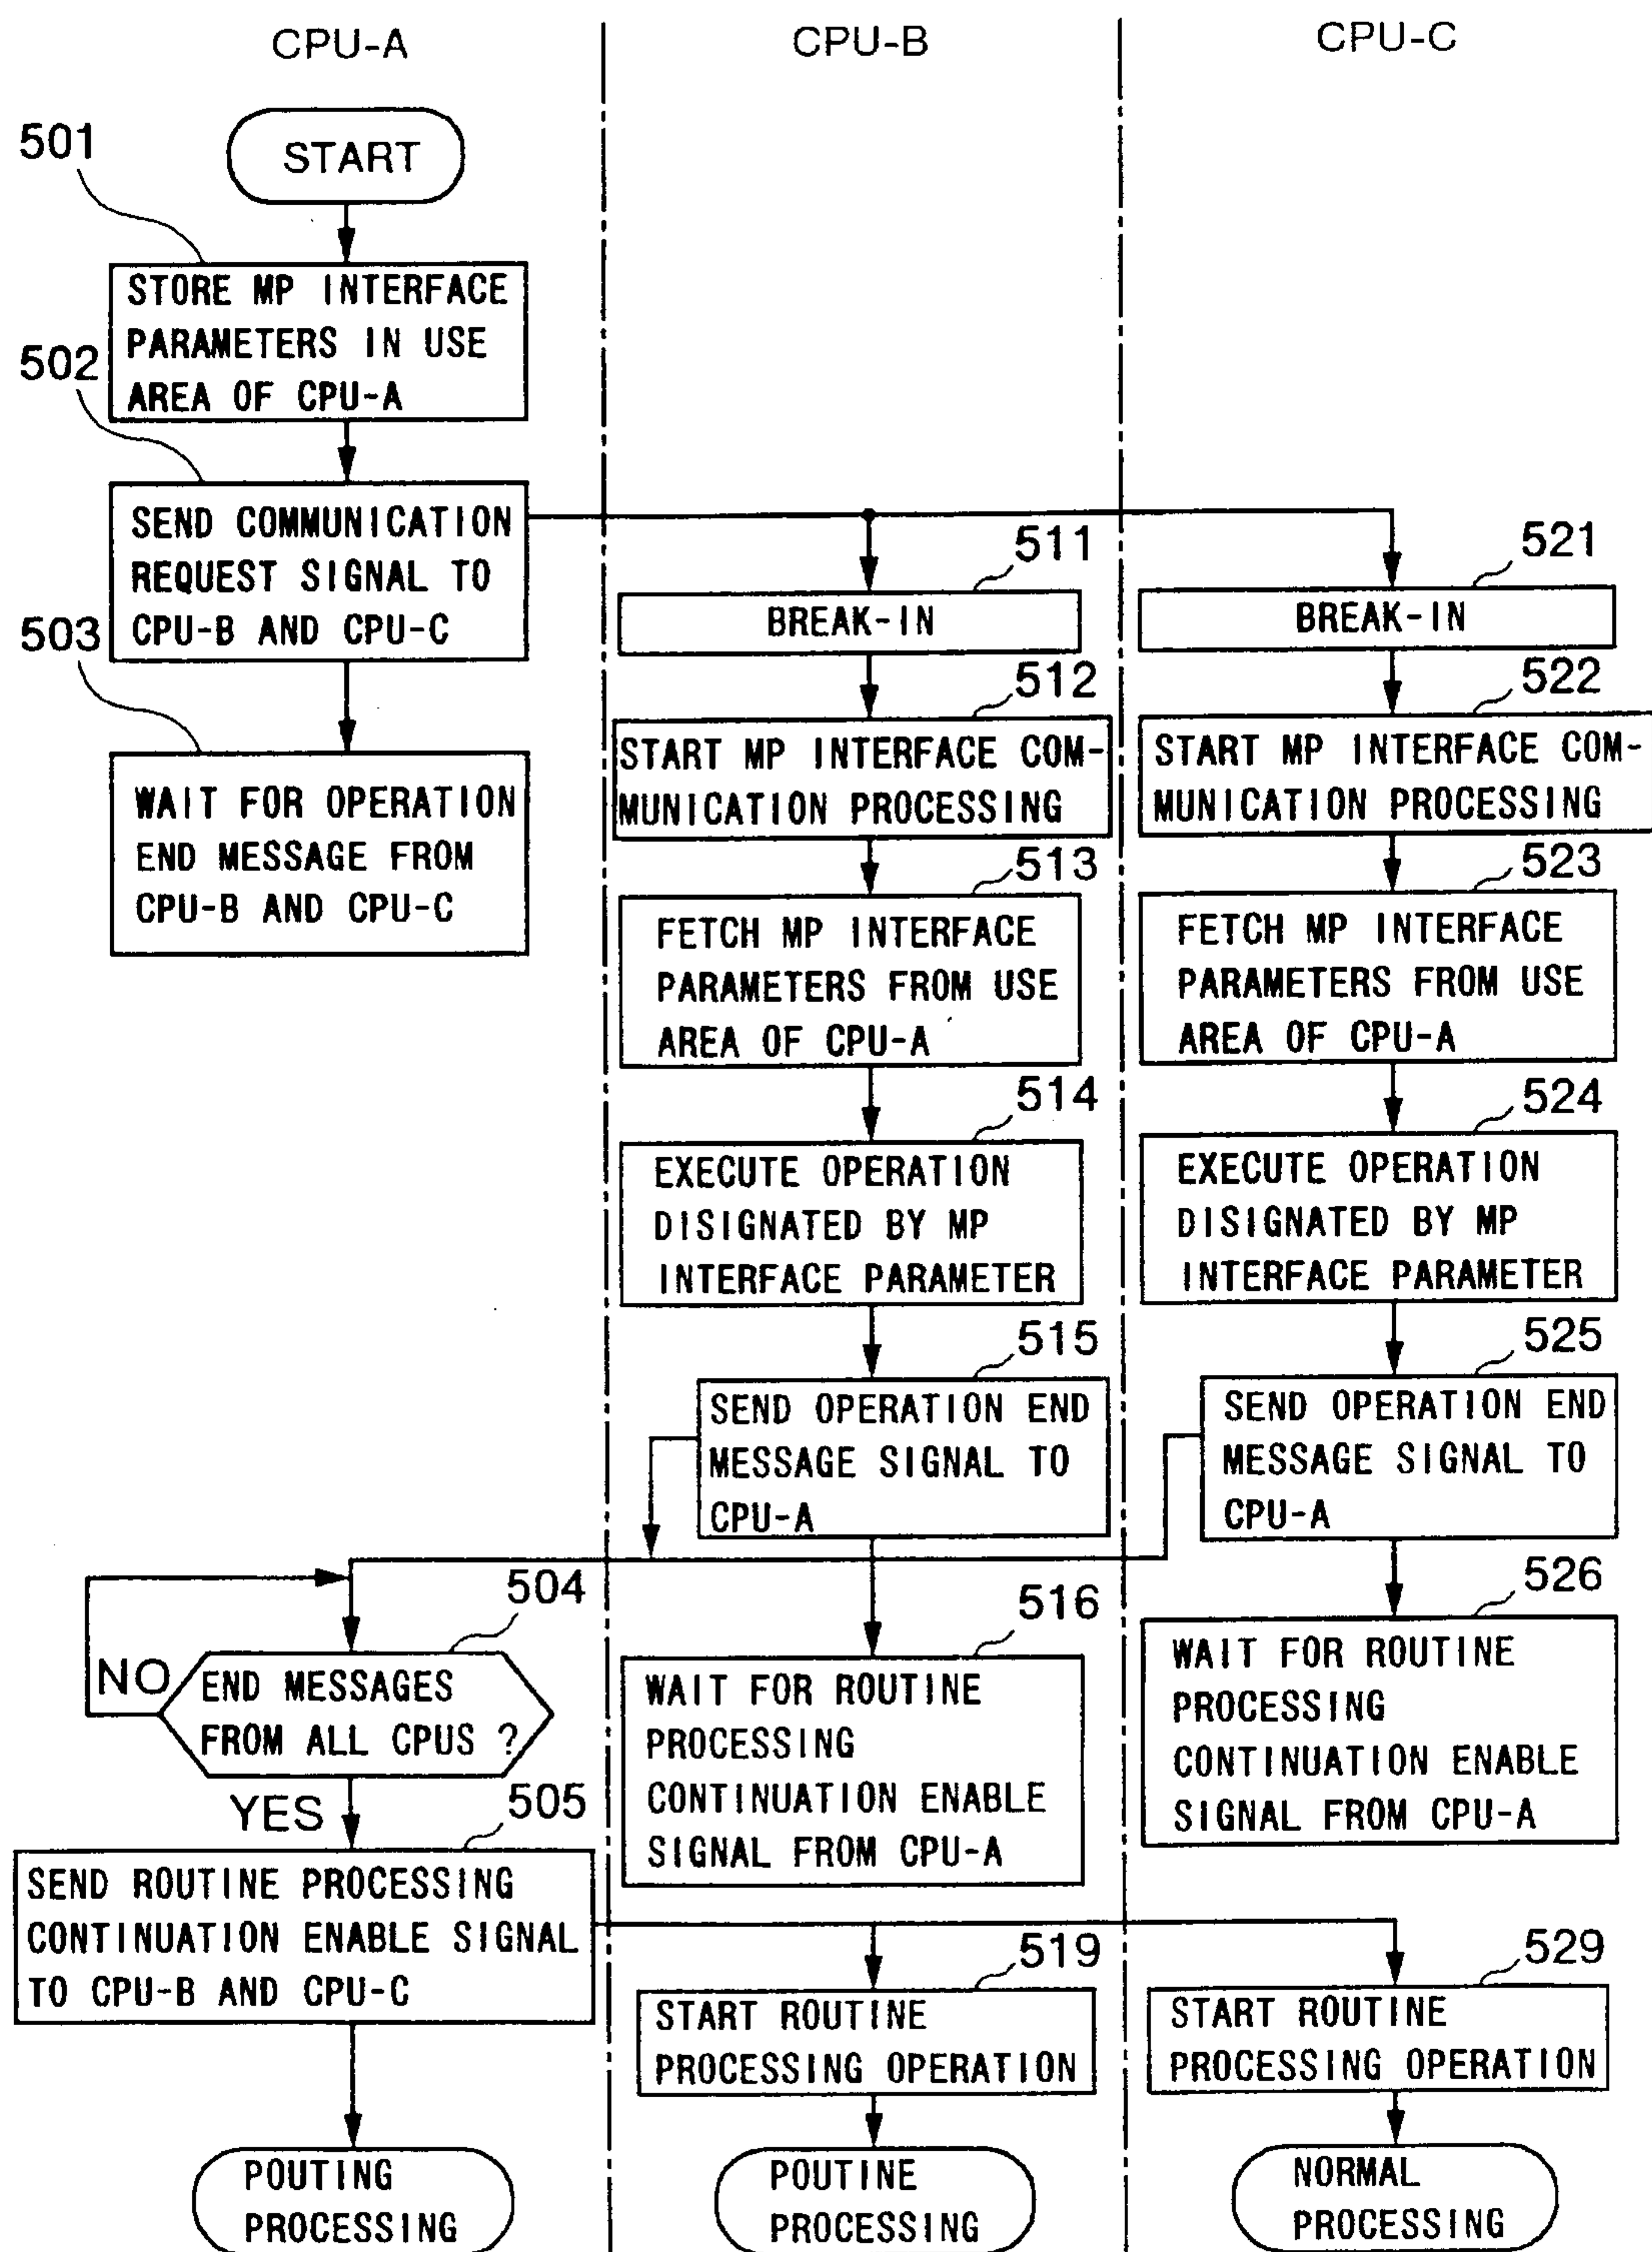 CPU-A
CPU-B
CPU-C
START
501
STORE MP INTERFACE
PARAMETERS IN USE
AREA OF CPU-A
502
SEND COMMUNICATION
REQUEST SIGNAL TO
CPU-B AND CPU-C
503
WAIT FOR OPERATION
END MESSAGE FROM
CPU-B AND CPU-C
511
BREAK-IN
512
START MP INTERFACE COM-
MUNICATION PROCESSING
513
FETCH MP INTERFACE
PARAMETERS FROM USE
AREA OF CPU-A
514
EXECUTE OPERATION
DISIGNATED BY MP
INTERFACE PARAMETER
515
SEND OPERATION END
MESSAGE SIGNAL TO
CPU-A
521
BREAK-IN
522
START MP INTERFACE COM-
MUNICATION PROCESSING
523
FETCH MP INTERFACE
PARAMETERS FROM USE
AREA OF CPU-A
524
EXECUTE OPERATION
DISIGNATED BY MP
INTERFACE PARAMETER
525
SEND OPERATION END
MESSAGE SIGNAL TO
CPU-A
504
NO
END MESSAGES
FROM ALL CPUS ?
YES
505
SEND ROUTINE PROCESSING
CONTINUATION ENABLE SIGNAL
TO CPU-B AND CPU-C
POUTING
PROCESSING
516
WAIT FOR ROUTINE
PROCESSING
CONTINUATION ENABLE
SIGNAL FROM CPU-A
519
START ROUTINE
PROCESSING OPERATION
POUTINE
PROCESSING
526
WAIT FOR ROUTINE
PROCESSING
CONTINUATION ENABLE
SIGNAL FROM CPU-A
529
START ROUTINE
PROCESSING OPERATION
NORMAL
PROCESSING